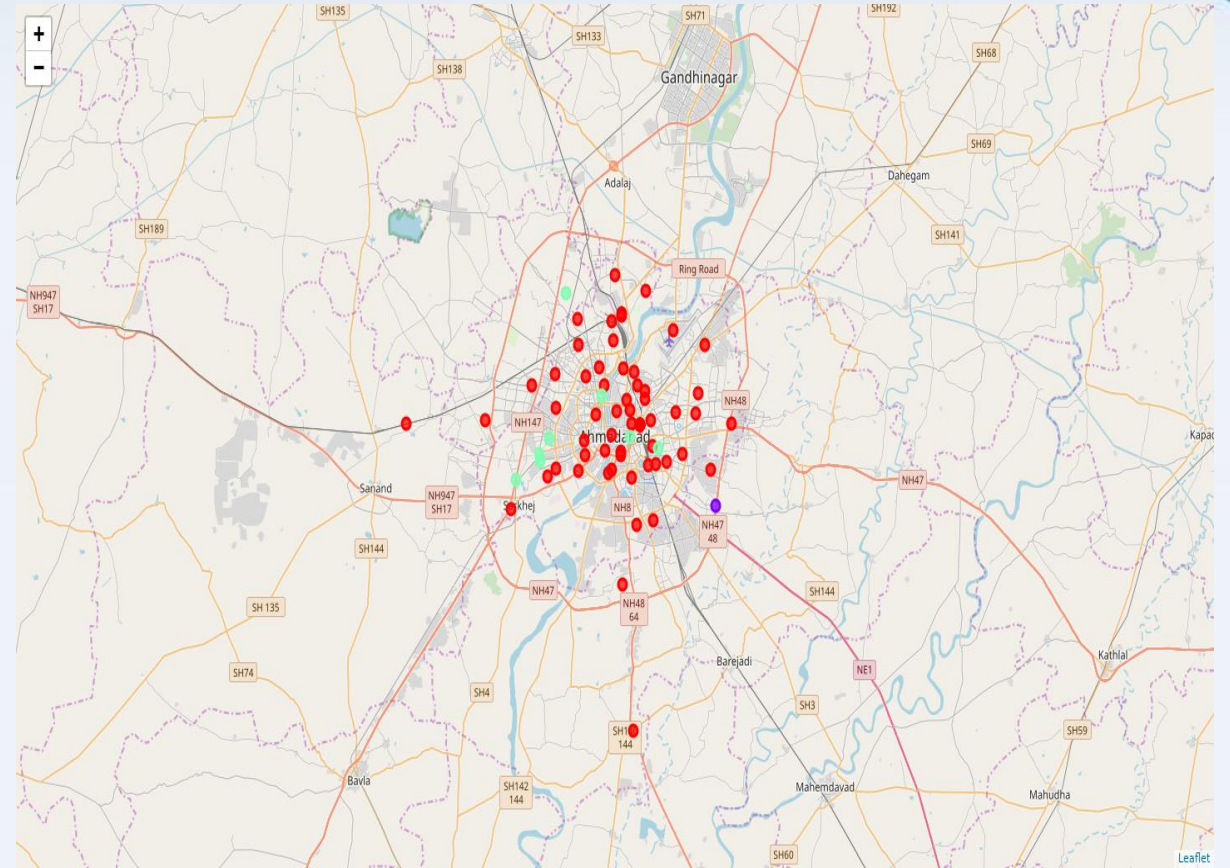 SH135
SH71
SH192
+
SH133
SH68
−
SH138
Gandhinagar
SH69
Adalaj
Dahegam
SH189
SH141
Ring Road
NH947
SH17
NH48
NH147
Ahmedabad
NH47
Sanand
NH947
SH17
NH8
NH47
48
SH144
NH47
SH144
NH48
64
SH 135
Kathlal
Barejadi
SH74
NE1
SH4
SH3
SH59
144
Bavla
SH142
144
Mahemdavad
Mahudha
SH60
Leaflet